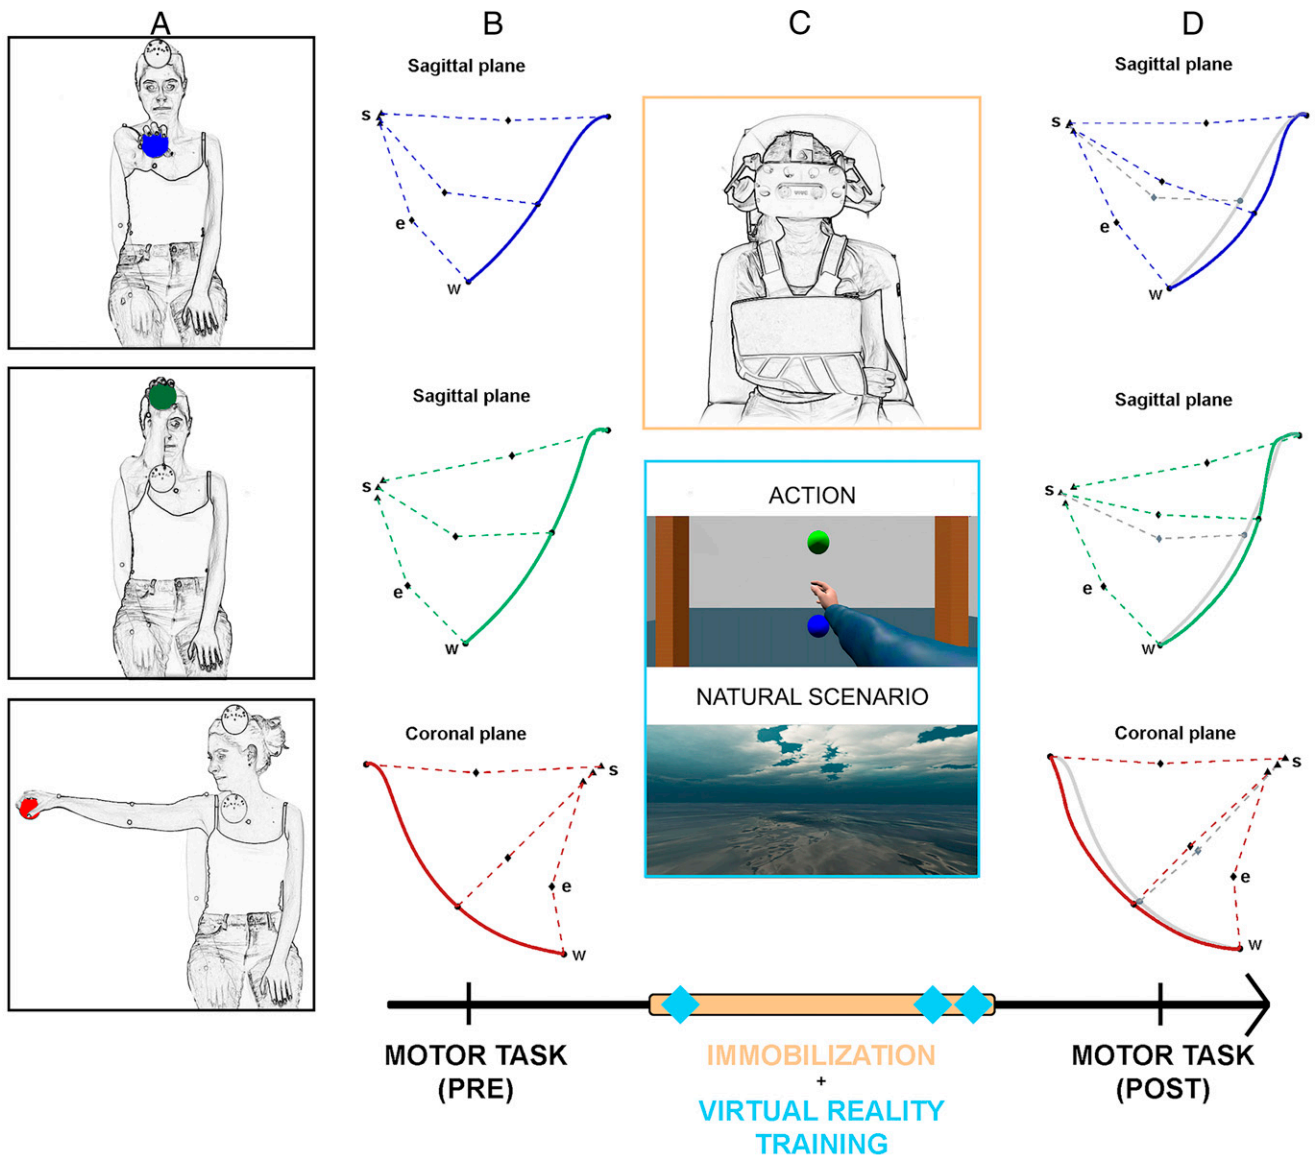 A
B
C
D
Sagittal plane
s
e
w
Sagittal plane
s
e
w
Sagittal plane
s
e
w
Sagittal plane
s
e
w
ACTION
NATURAL SCENARIO
Coronal plane
s
e
w
Coronal plane
s
e
w
MOTOR TASK
(PRE)
IMMOBILIZATION
+
VIRTUAL REALITY
TRAINING
MOTOR TASK
(POST)